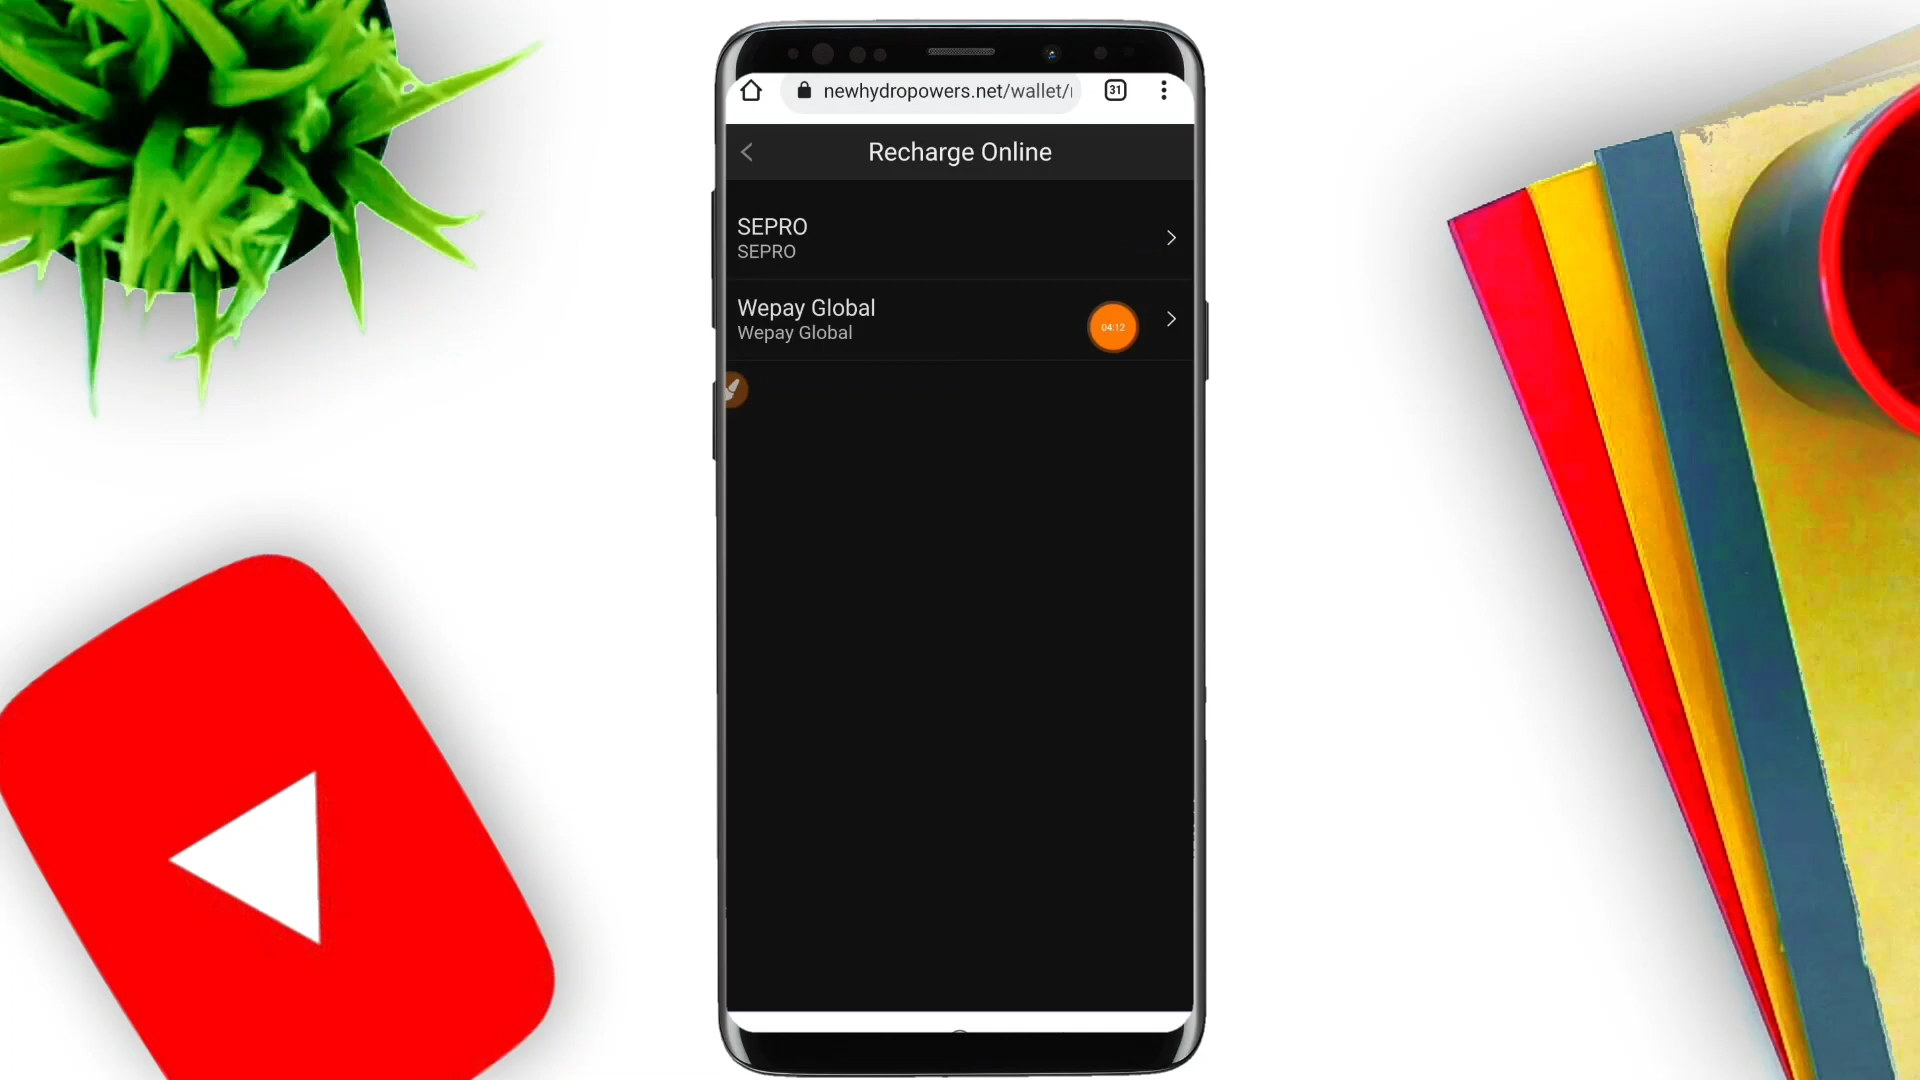 newhydropowers.net/wallet/
31
Recharge Online
SEPRO
SEPRO
Wepay Global
Wepay Global
04:12